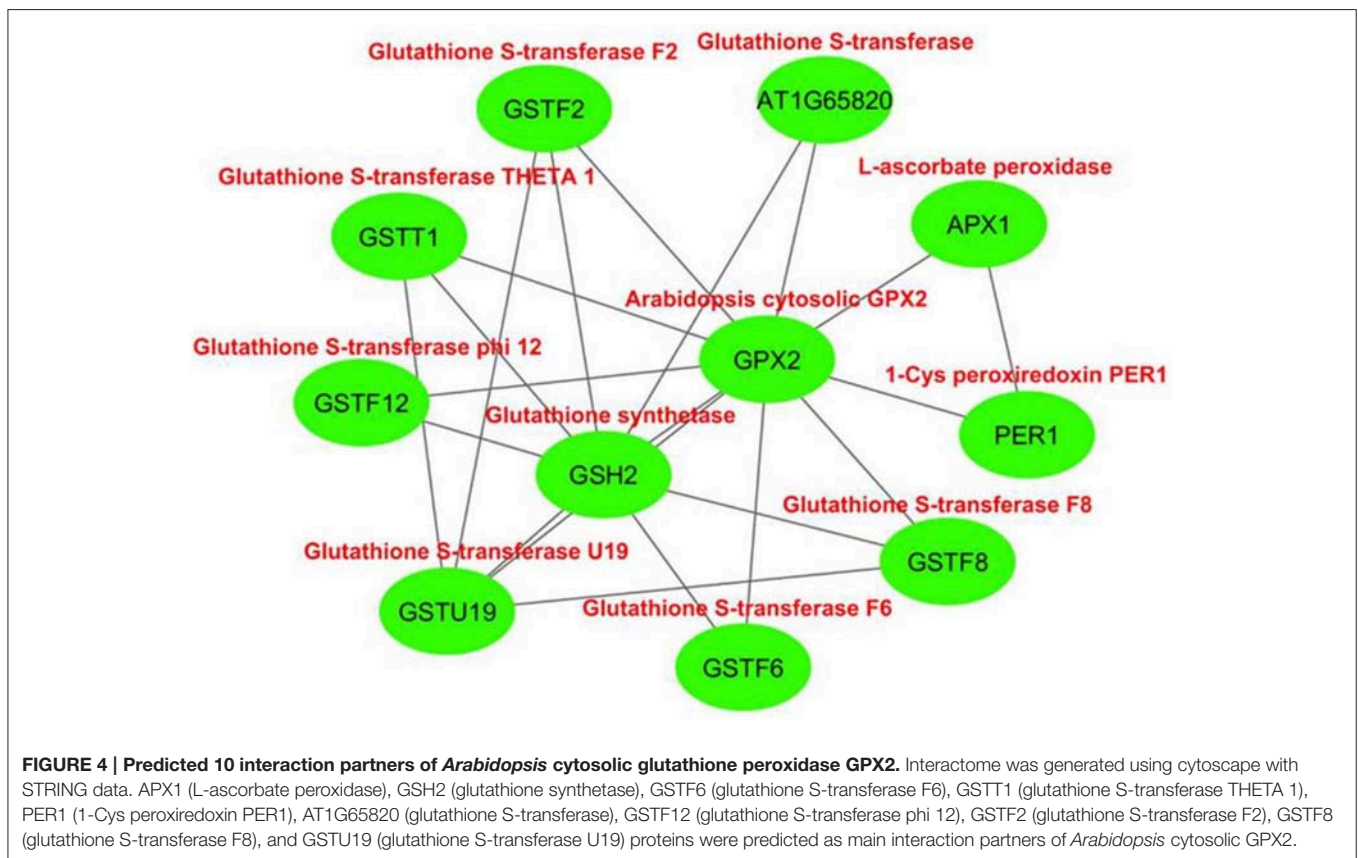 Glutathione S-transferase F2
Glutathione S-transferase
GSTF2
AT1G65820
Glutathione S-transferase THETA 1
L-ascorbate peroxidase
GSTT1
APX1
Arabidopsis cytosolic GPX2
Glutathione S-transferase phi 12
GPX2
1-Cys peroxiredoxin PER1
GSTF12
Glutathione synthetase
PER1
GSH2
Glutathione S-transferase F8
Glutathione S-transferase U19
GSTF8
GSTU19
Glutathione S-transferase F6
GSTF6
FIGURE 4 | Predicted 10 interaction partners of Arabidopsis cytosolic glutathione peroxidase GPX2. Interactome was generated using cytoscape with
STRING data. APX1 (L-ascorbate peroxidase), GSH2 (glutathione synthetase), GSTF6 (glutathione S-transferase F6), GSTT1 (glutathione S-transferase THETA 1),
PER1 (1-Cys peroxiredoxin PER1), AT1G65820 (glutathione S-transferase), GSTF12 (glutathione S-transferase phi 12), GSTF2 (glutathione S-transferase F2), GSTF8
(glutathione S-transferase F8), and GSTU19 (glutathione S-transferase U19) proteins were predicted as main interaction partners of Arabidopsis cytosolic GPX2.